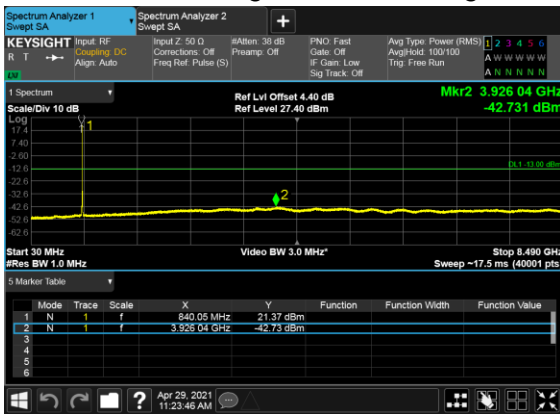 Spectrum Analyzer 1
Swept SA
Spectrum Analyzer 2
Swept SA
+
KEYSIGHT
R T
LXI
Input: RF
Coupling: DC
Align: Auto
Input Z: 50 Ω
Corrections: Off
Freq Ref: Pulse (S)
#Atten: 38 dB
Preamp: Off
PNO: Fast
Gate: Off
IF Gain: Low
Sig Track: Off
Avg Type: Power (RMS)
Avg|Hold: 100/100
Trig: Free Run
1 2 3 4 5 6
A W W W W W
A N N N N N
1 Spectrum
Scale/Div 10 dB
Log
Ref Lvl Offset 4.40 dB
Ref Level 27.40 dBm
Mkr2 3.926 04 GHz
-42.731 dBm
17.4
7.40
-2.60
-12.6
-22.6
-32.6
-42.6
-52.6
-62.6
1
2
DL1 -13.00 dBm
Start 30 MHz
#Res BW 1.0 MHz
Video BW 3.0 MHz*
Stop 8.490 GHz
Sweep ~17.5 ms (40001 pts)
5 Marker Table
Mode Trace Scale X Y Function Function Width Function Value
1 N 1 f 840.05 MHz 21.37 dBm
2 N 1 f 3.926 04 GHz -42.73 dBm
3
4
5
6
?
Apr 29, 2021
11:23:46 AM